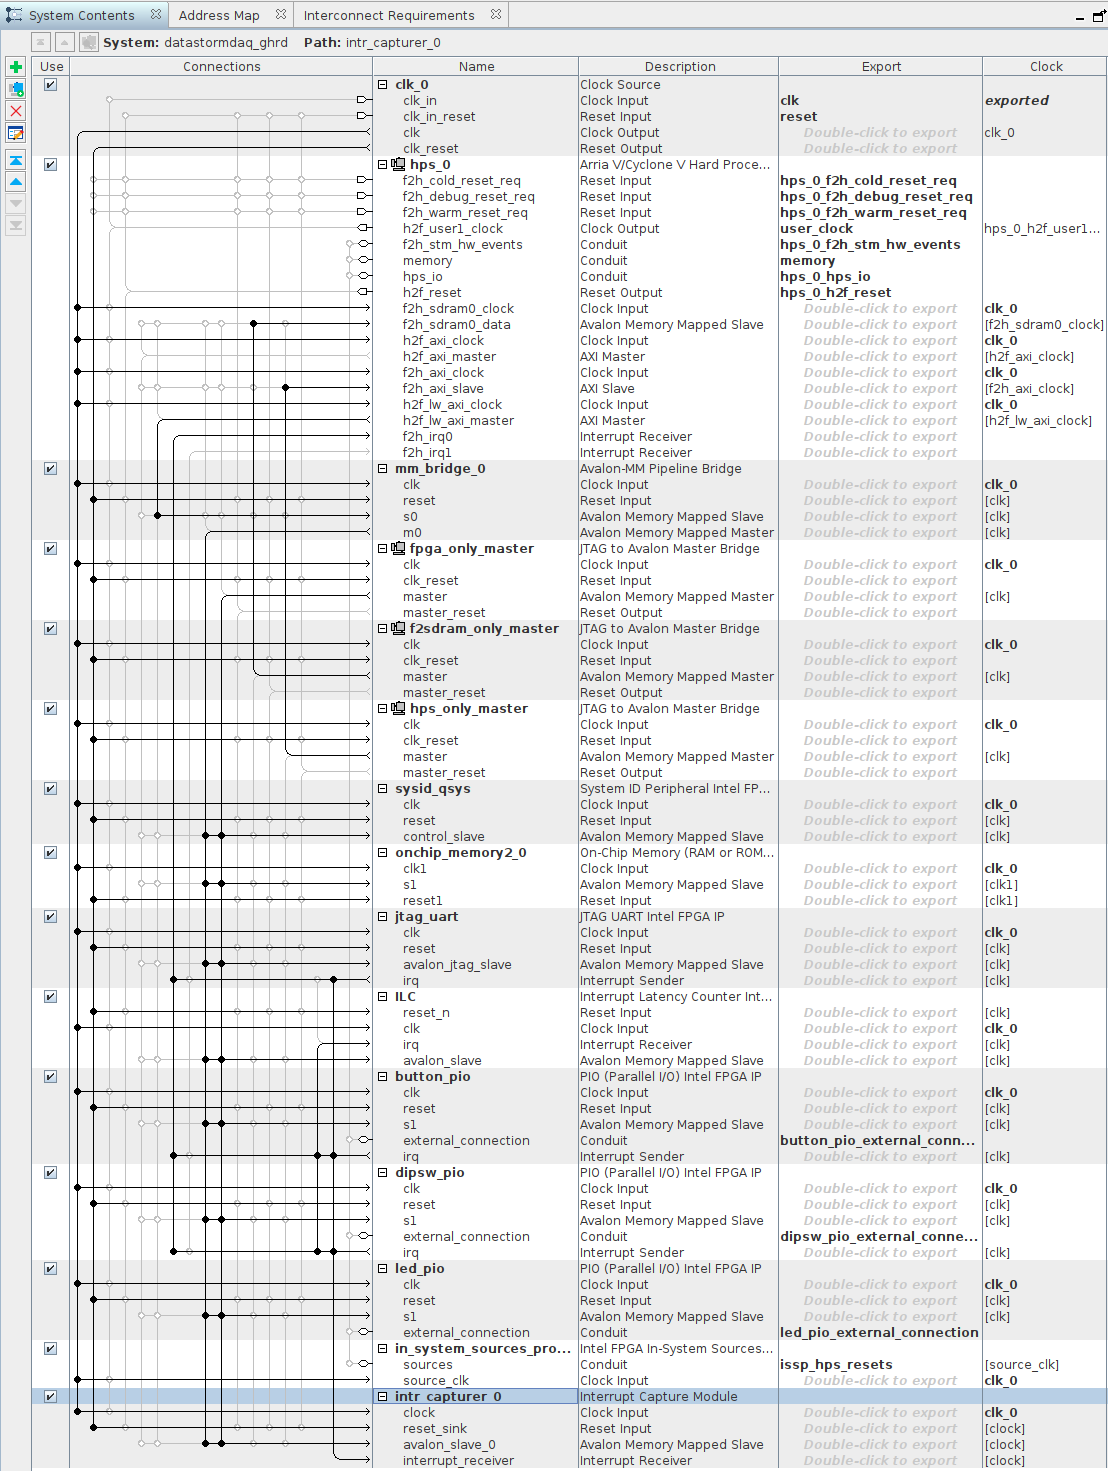 System Contents Address Map Interconnect Requirements
System: datastormdaq_ghrd Path: intr_capturer_0
Use Connections Name Description Export Clock
clk_0 Clock Source
clk_in Clock Input clk exported
clk_in_reset Reset Input reset
clk Clock Output Double-click to export clk_0
clk_reset Reset Output Double-click to export
hps_0 Arria V/Cyclone V Hard Proce...
f2h_cold_reset_req Reset Input hps_0_f2h_cold_reset_req
f2h_debug_reset_req Reset Input hps_0_f2h_debug_reset_req
f2h_warm_reset_req Reset Input hps_0_f2h_warm_reset_req
h2f_user1_clock Clock Output user_clock hps_0_h2f_user1...
f2h_stm_hw_events Conduit hps_0_f2h_stm_hw_events
memory Conduit memory
hps_io Conduit hps_0_hps_io
h2f_reset Reset Output hps_0_h2f_reset
f2h_sdram0_clock Clock Input Double-click to export clk_0
f2h_sdram0_data Avalon Memory Mapped Slave Double-click to export [f2h_sdram0_clock]
h2f_axi_clock Clock Input Double-click to export clk_0
h2f_axi_master AXI Master Double-click to export [h2f_axi_clock]
f2h_axi_clock Clock Input Double-click to export clk_0
f2h_axi_slave AXI Slave Double-click to export [f2h_axi_clock]
h2f_lw_axi_clock Clock Input Double-click to export clk_0
h2f_lw_axi_master AXI Master Double-click to export [h2f_lw_axi_clock]
f2h_irq0 Interrupt Receiver Double-click to export
f2h_irq1 Interrupt Receiver Double-click to export
mm_bridge_0 Avalon-MM Pipeline Bridge
clk Clock Input Double-click to export clk_0
reset Reset Input Double-click to export [clk]
s0 Avalon Memory Mapped Slave Double-click to export [clk]
m0 Avalon Memory Mapped Master Double-click to export [clk]
fpga_only_master JTAG to Avalon Master Bridge
clk Clock Input Double-click to export clk_0
clk_reset Reset Input Double-click to export
master Avalon Memory Mapped Master Double-click to export [clk]
master_reset Reset Output Double-click to export
f2sdram_only_master JTAG to Avalon Master Bridge
clk Clock Input Double-click to export clk_0
clk_reset Reset Input Double-click to export
master Avalon Memory Mapped Master Double-click to export [clk]
master_reset Reset Output Double-click to export
hps_only_master JTAG to Avalon Master Bridge
clk Clock Input Double-click to export clk_0
clk_reset Reset Input Double-click to export
master Avalon Memory Mapped Master Double-click to export [clk]
master_reset Reset Output Double-click to export
sysid_qsys System ID Peripheral Intel FP...
clk Clock Input Double-click to export clk_0
reset Reset Input Double-click to export [clk]
control_slave Avalon Memory Mapped Slave Double-click to export [clk]
onchip_memory2_0 On-Chip Memory (RAM or ROM...
clk1 Clock Input Double-click to export clk_0
s1 Avalon Memory Mapped Slave Double-click to export [clk1]
reset1 Reset Input Double-click to export [clk1]
jtag_uart JTAG UART Intel FPGA IP
clk Clock Input Double-click to export clk_0
reset Reset Input Double-click to export [clk]
avalon_jtag_slave Avalon Memory Mapped Slave Double-click to export [clk]
irq Interrupt Sender Double-click to export [clk]
ILC Interrupt Latency Counter Int...
reset_n Reset Input Double-click to export [clk]
clk Clock Input Double-click to export clk_0
irq Interrupt Receiver Double-click to export [clk]
avalon_slave Avalon Memory Mapped Slave Double-click to export [clk]
button_pio PIO (Parallel I/O) Intel FPGA IP
clk Clock Input Double-click to export clk_0
reset Reset Input Double-click to export [clk]
s1 Avalon Memory Mapped Slave Double-click to export [clk]
external_connection Conduit button_pio_external_conn...
irq Interrupt Sender Double-click to export [clk]
dipsw_pio PIO (Parallel I/O) Intel FPGA IP
clk Clock Input Double-click to export clk_0
reset Reset Input Double-click to export [clk]
s1 Avalon Memory Mapped Slave Double-click to export [clk]
external_connection Conduit dipsw_pio_external_conne...
irq Interrupt Sender Double-click to export [clk]
led_pio PIO (Parallel I/O) Intel FPGA IP
clk Clock Input Double-click to export clk_0
reset Reset Input Double-click to export [clk]
s1 Avalon Memory Mapped Slave Double-click to export [clk]
external_connection Conduit led_pio_external_connection
in_system_sources_pro... Intel FPGA In-System Sources...
sources Conduit issp_hps_resets [source_clk]
source_clk Clock Input Double-click to export clk_0
intr_capturer_0 Interrupt Capture Module
clock Clock Input Double-click to export clk_0
reset_sink Reset Input Double-click to export [clock]
avalon_slave_0 Avalon Memory Mapped Slave Double-click to export [clock]
interrupt_receiver Interrupt Receiver Double-click to export [clock]